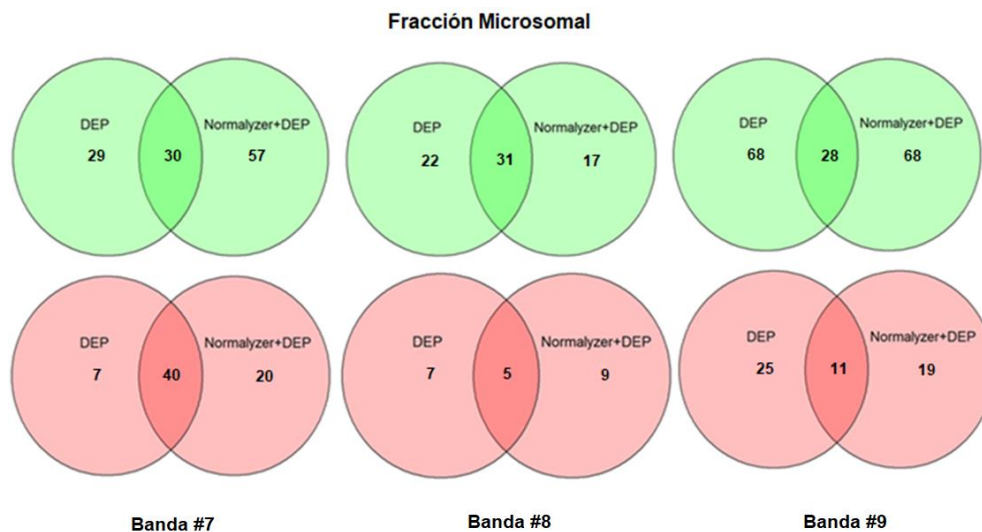 Fracción Microsomal
DEP
Normalyzer+DEP
29
30
57
DEP
Normalyzer+DEP
22
31
17
DEP
Normalyzer+DEP
68
28
68
DEP
Normalyzer+DEP
7
40
20
DEP
Normalyzer+DEP
7
5
9
DEP
Normalyzer+DEP
25
11
19
Banda #7
Banda #8
Banda #9